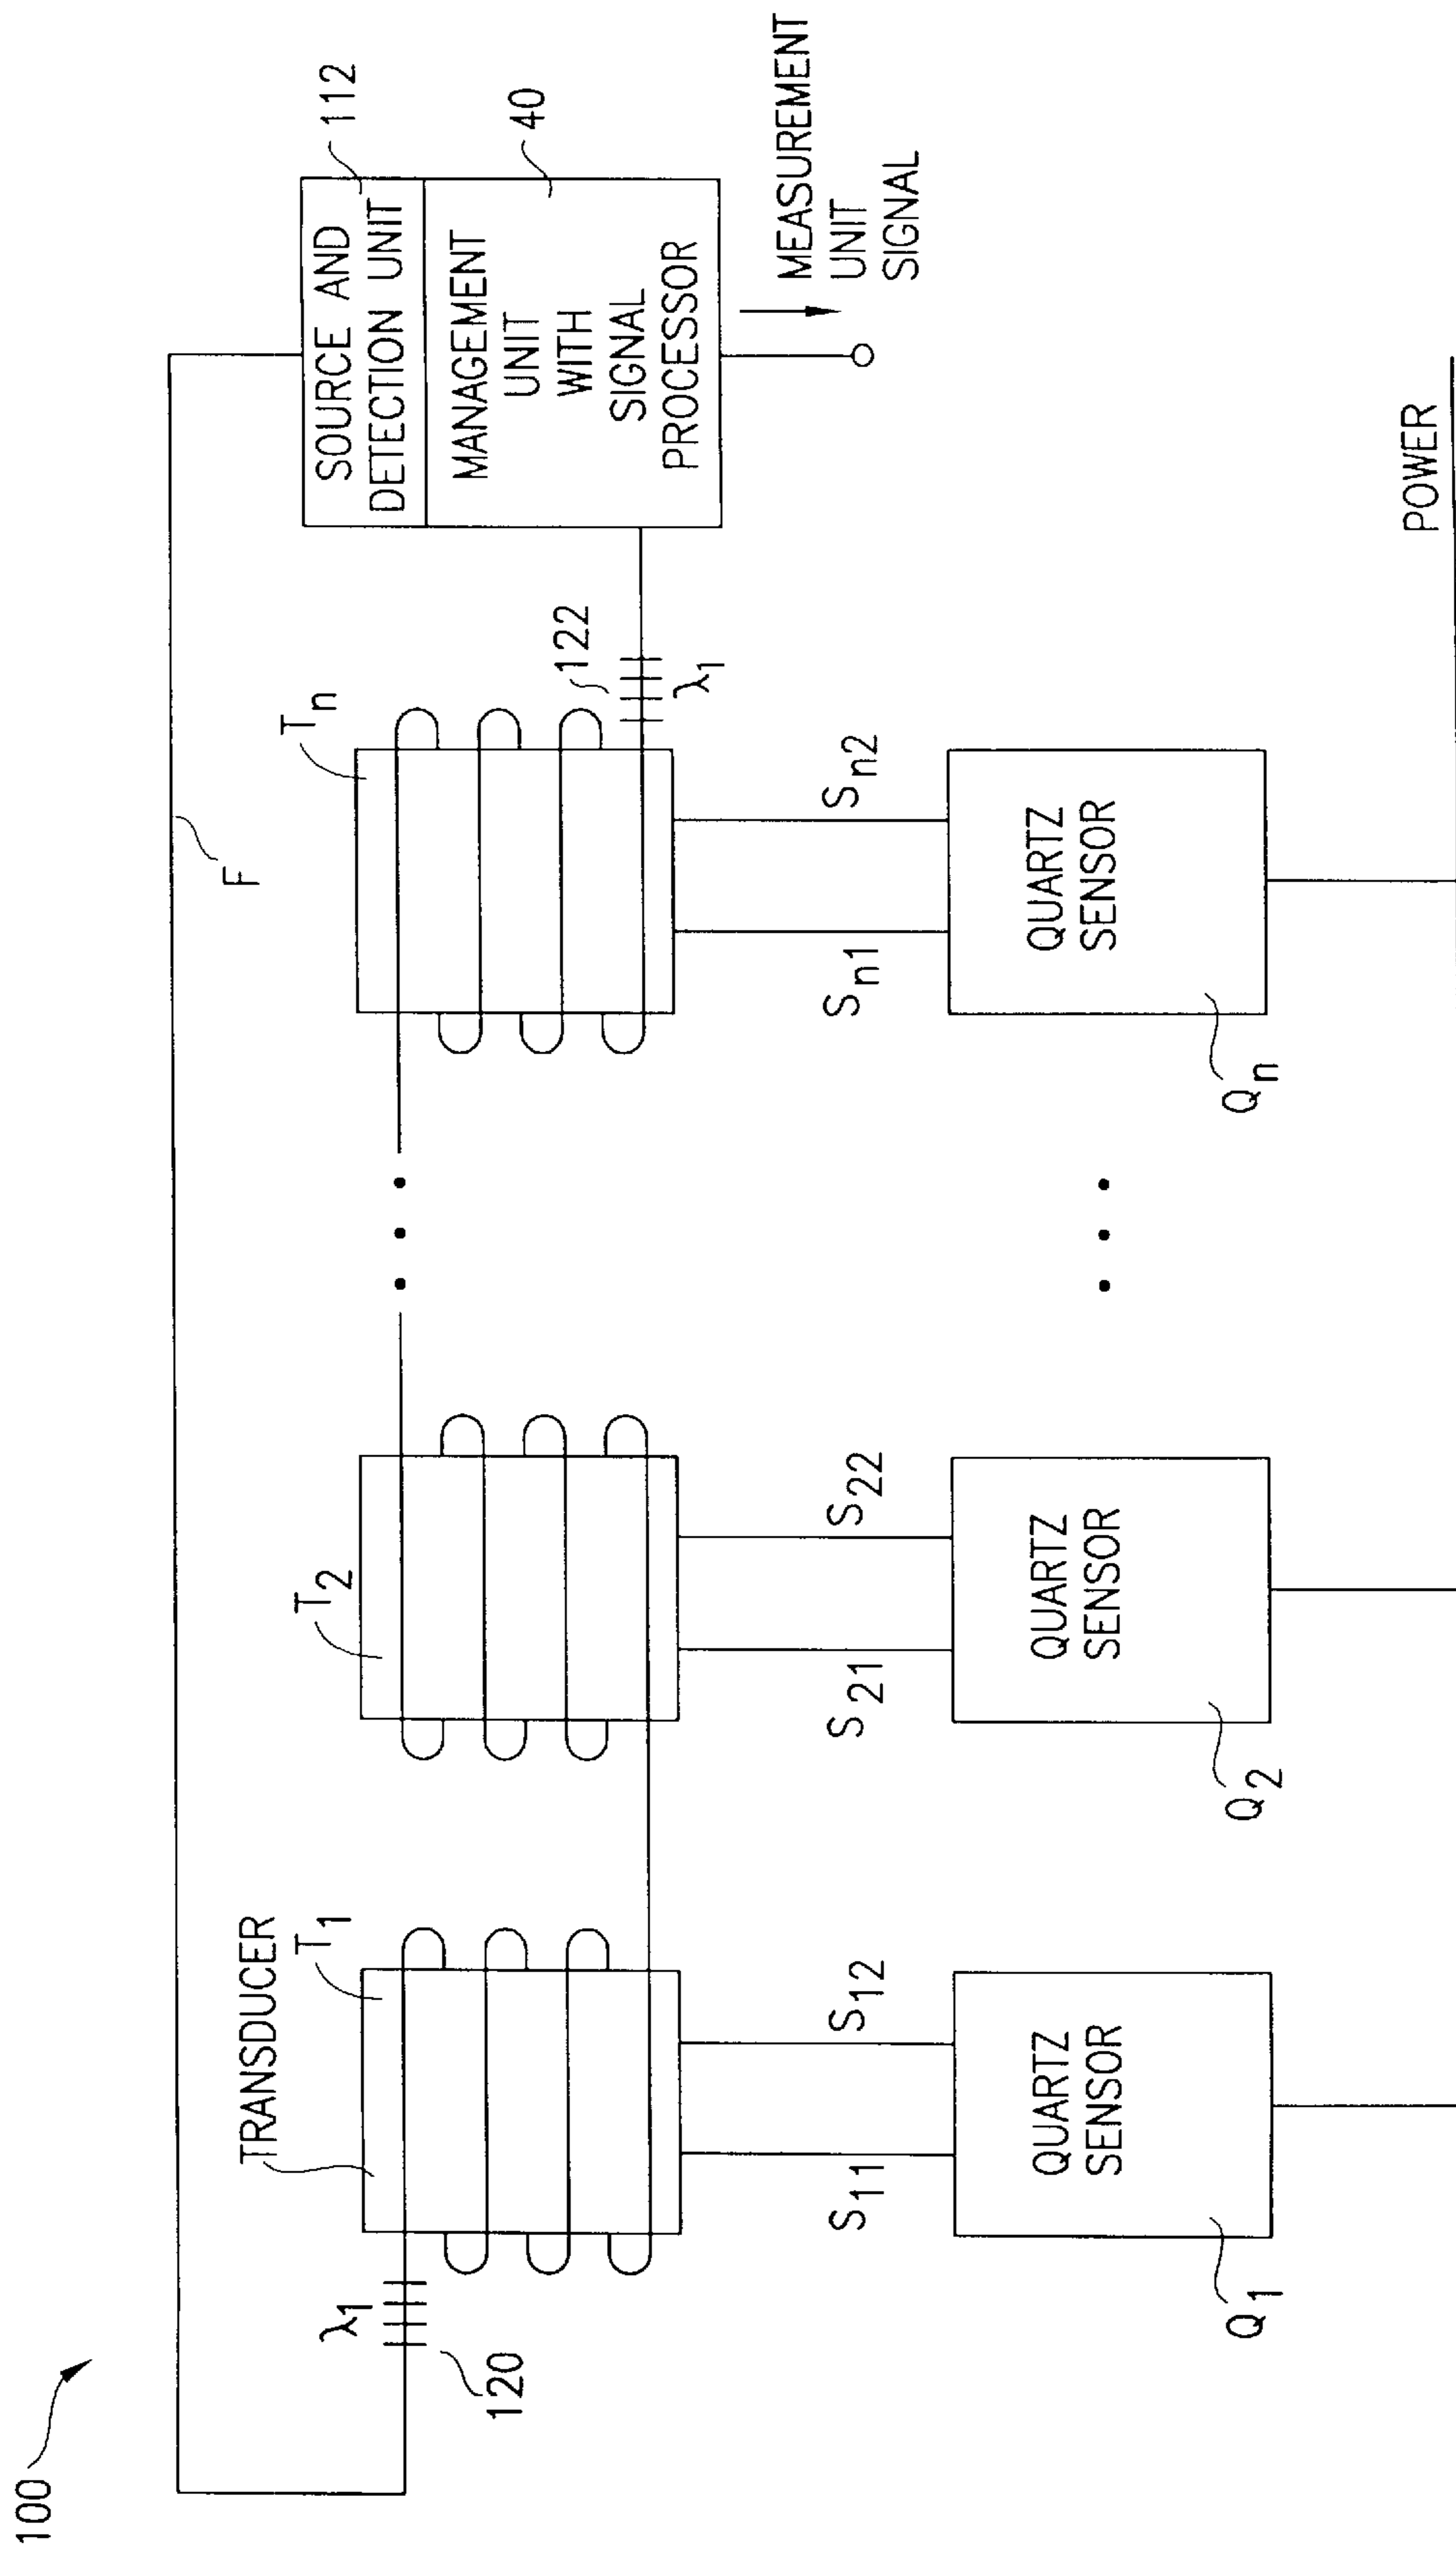 100
F
SOURCE AND
DETECTION UNIT
112
MANAGEMENT
UNIT
WITH
SIGNAL
PROCESSOR
40
MEASUREMENT
UNIT
SIGNAL
TRANSDUCER
T1
T2
Tn
λ1
120
122
λ1
S11
S12
S21
S22
Sn1
Sn2
QUARTZ
SENSOR
QUARTZ
SENSOR
QUARTZ
SENSOR
Q1
Q2
Qn
POWER